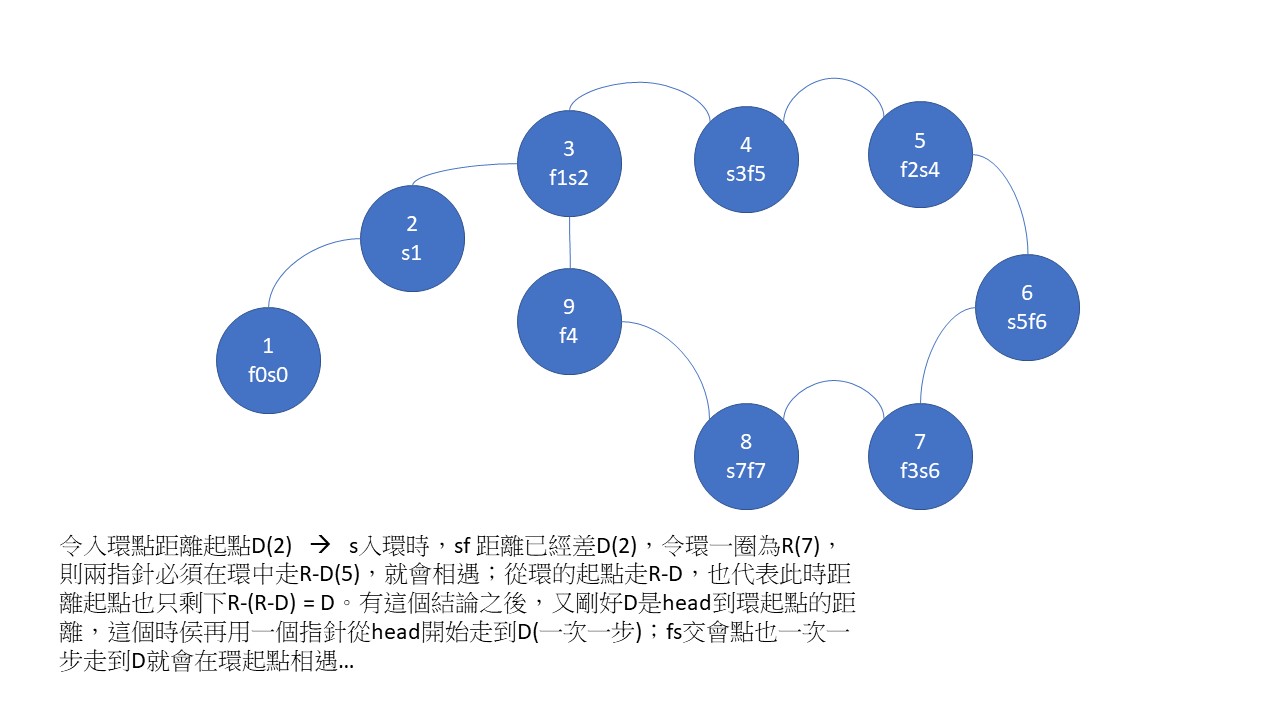 3
f1s2
4
s3f5
5
f2s4
2
s1
6
s5f6
9
f4
1
f0s0
8
s7f7
7
f3s6
令入環點距離起點D(2) → s入環時，sf 距離已經差D(2)，令環一圈為R(7)，
則兩指針必須在環中走R-D(5)，就會相遇；從環的起點走R-D，也代表此時距
離起點也只剩下R-(R-D) = D。有這個結論之後，又剛好D是head到環起點的距
離，這個時侯再用一個指針從head開始走到D(一次一步)；fs交會點也一次一
步走到D就會在環起點相遇…